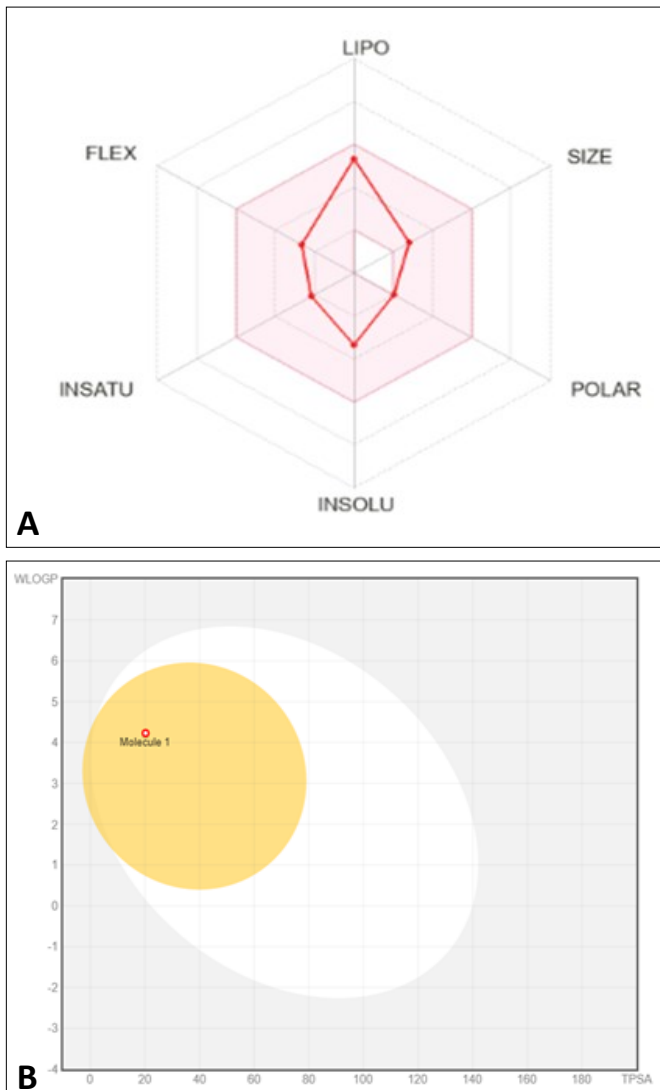 LIPO
FLEX
SIZE
INSATU
POLAR
INSOLU
A
WLOGP
7
6
5
4
Molecule 1
3
2
1
0
-1
-2
-3
-4
0 20 40 60 80 100 120 140 160 180 TPSA
B